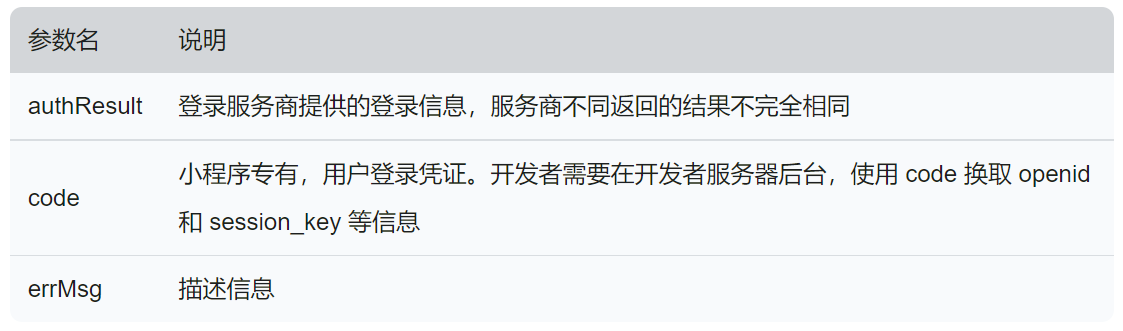 参数名 说明
authResult 登录服务商提供的登录信息，服务商不同返回的结果不完全相同
小程序专有，用户登录凭证。开发者需要在开发者服务器后台，使用 code 换取 openid
code
和 session_key 等信息
errMsg 描述信息